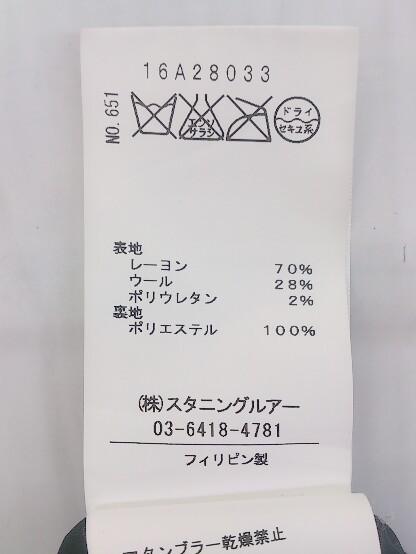 16A28033
NO. 651
エンソ
サラシ
ドライ
セキユ系
表地
レーヨン 70%
ウール 28%
ポリウレタン 2%
裏地
ポリエステル 100%
(株)スタニングルアー
03-6418-4781
フィリピン製
タンブラー乾燥禁止